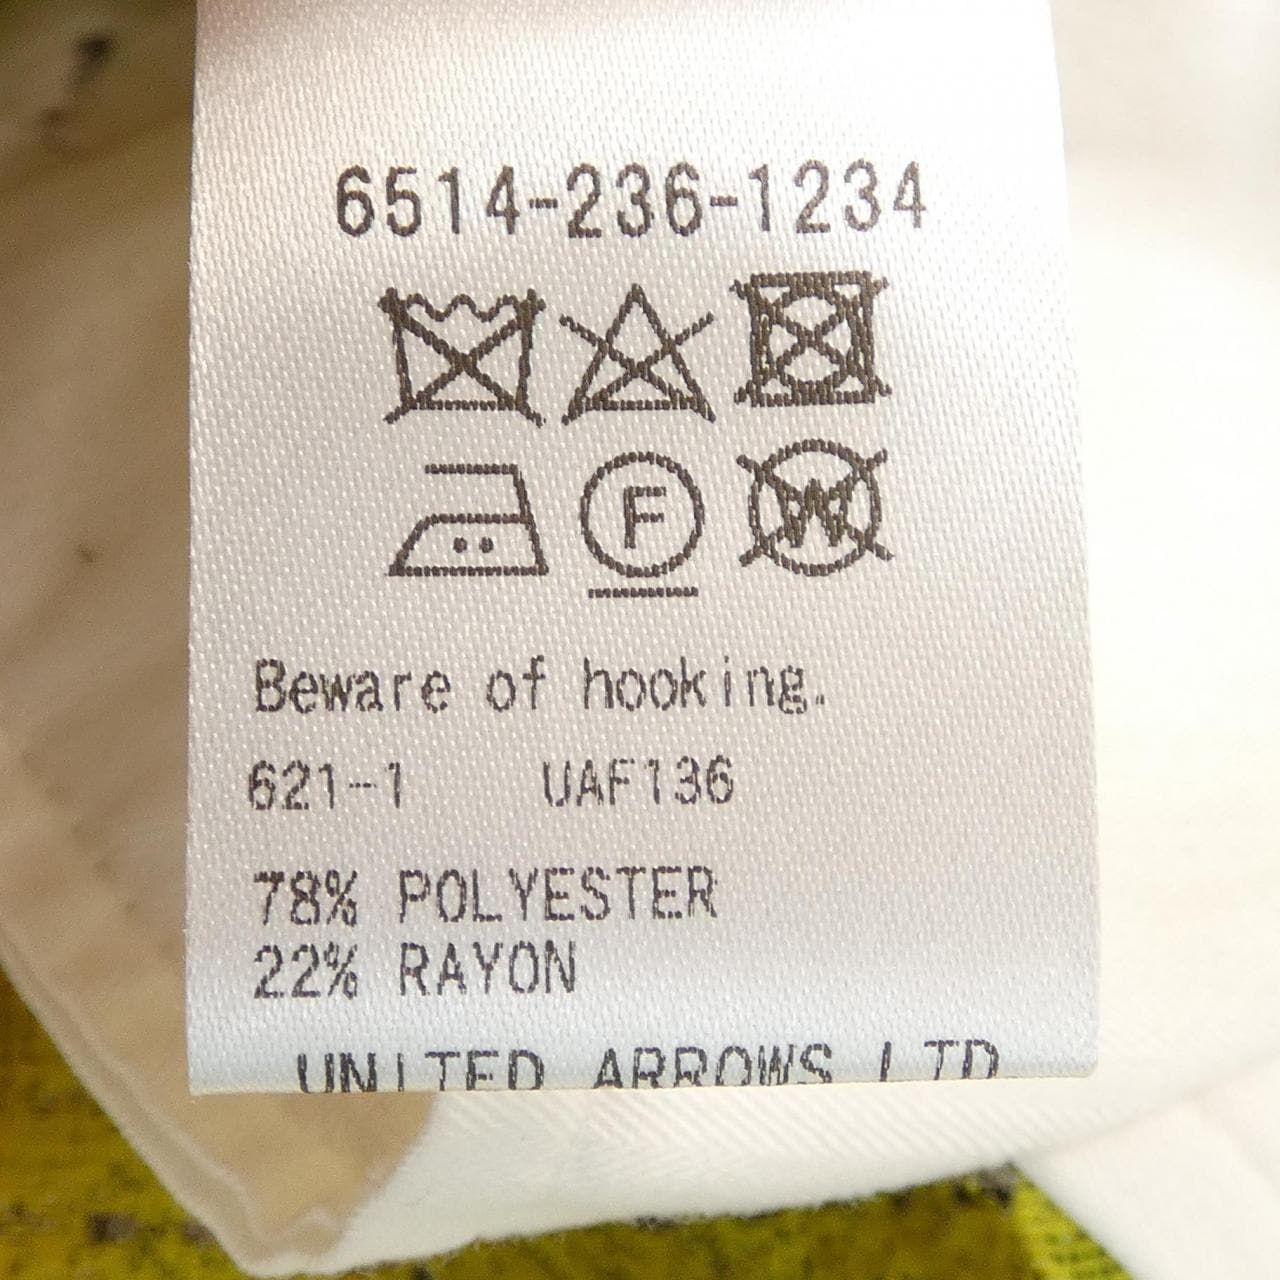 6514-236-1234
F
W
Beware of hooking.
621-1 UAF136
78% POLYESTER
22% RAYON
UNITED ARROWS LTD